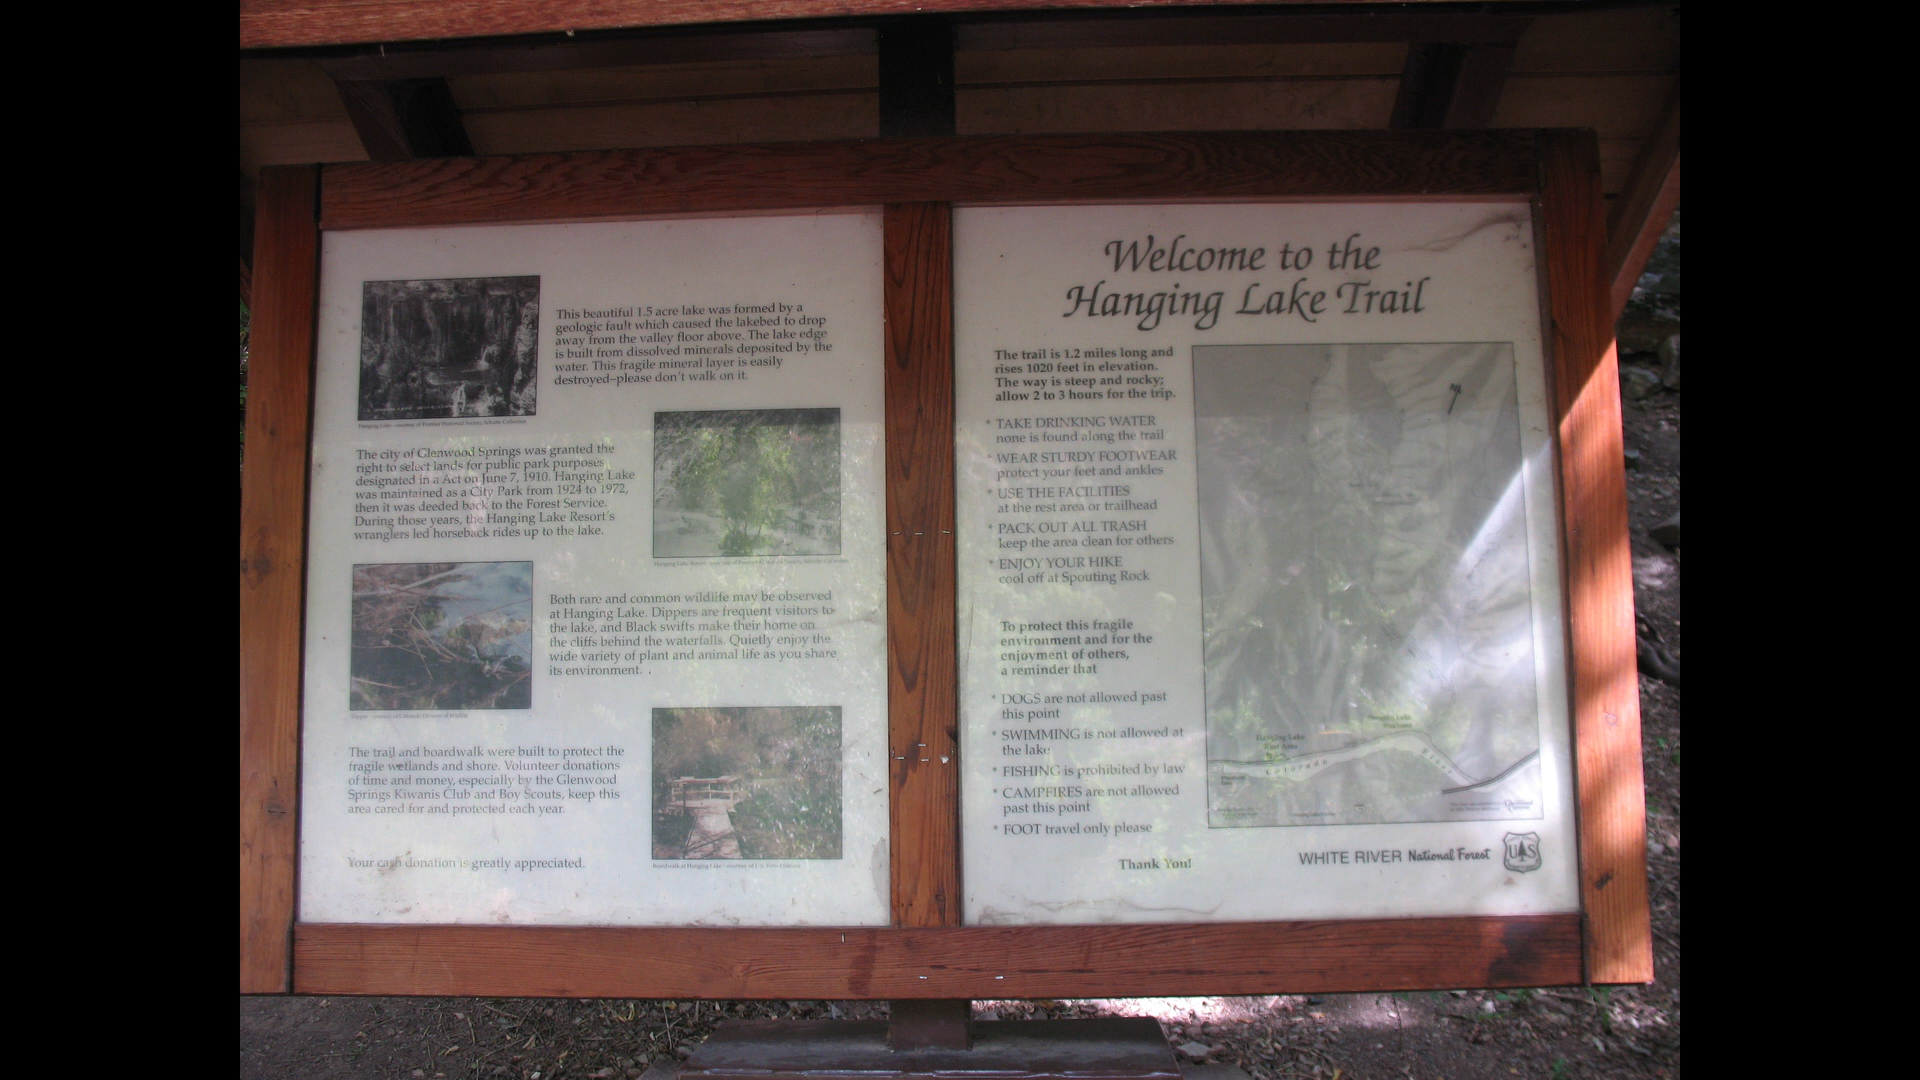 This beautiful 1.5 acre lake was formed by a
geologic fault which caused the lakebed to drop
away from the valley floor above. The lake edge
is built from dissolved minerals deposited by the
water. This fragile mineral layer is easily
destroyed–please don't walk on it.
The city of Glenwood Springs was granted the
right to select lands for public park purposes
designated in a Act on June 7, 1910. Hanging Lake
was maintained as a City Park from 1924 to 1972,
then it was deeded back to the Forest Service.
During those years, the Hanging Lake Resort's
wranglers led horseback rides up to the lake.
Both rare and common wildlife may be observed
at Hanging Lake. Dippers are frequent visitors to
the lake, and Black swifts make their home on
the cliffs behind the waterfalls. Quietly enjoy the
wide variety of plant and animal life as you share
its environment.
The trail and boardwalk were built to protect the
fragile wetlands and shore. Volunteer donations
of time and money, especially by the Glenwood
Springs Kiwanis Club and Boy Scouts, keep this
area cared for and protected each year.
Your cash donation is greatly appreciated.
Welcome to the
Hanging Lake Trail
The trail is 1.2 miles long and
rises 1020 feet in elevation.
The way is steep and rocky;
allow 2 to 3 hours for the trip.
* TAKE DRINKING WATER
none is found along the trail
* WEAR STURDY FOOTWEAR
protect your feet and ankles
* USE THE FACILITIES
at the rest area or trailhead
* PACK OUT ALL TRASH
keep the area clean for others
* ENJOY YOUR HIKE
cool off at Spouting Rock
To protect this fragile
environment and for the
enjoyment of others,
a reminder that
* DOGS are not allowed past
this point
* SWIMMING is not allowed at
the lake
* FISHING is prohibited by law
* CAMPFIRES are not allowed
past this point
* FOOT travel only please
Thank You!
Hanging Lake
Rest Area
Colorado River
WHITE RIVER National Forest
UAS